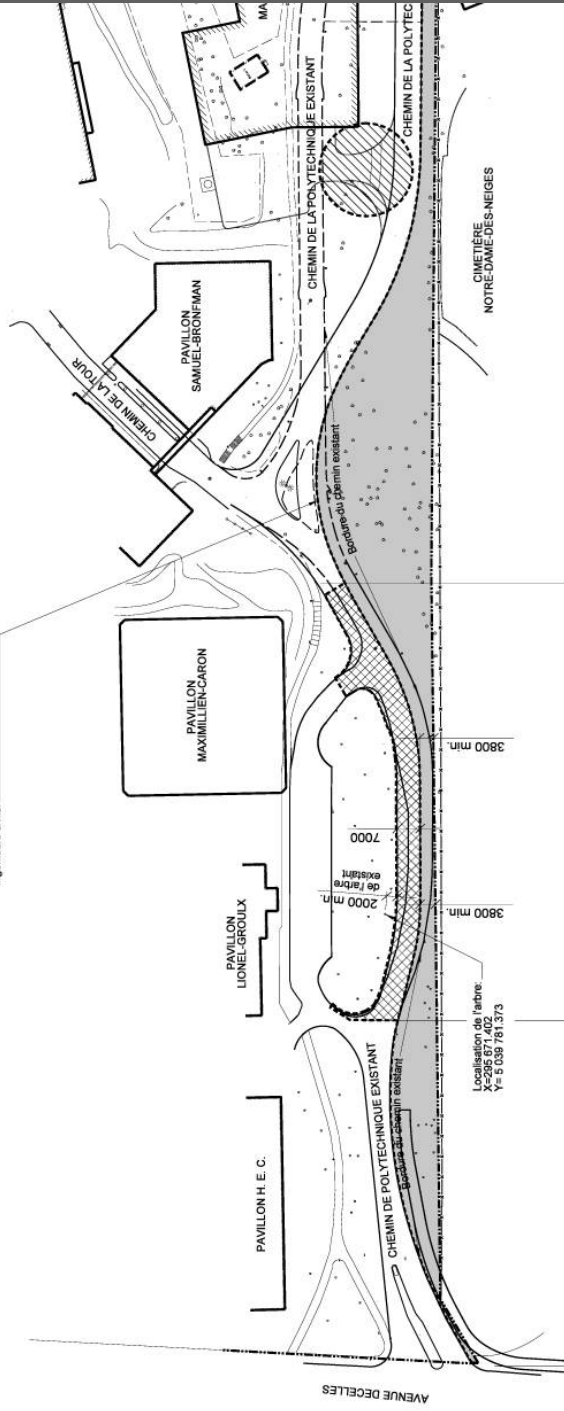 MA
CHEMIN DE LA POLYTECHNIQUE EXISTANT
CHEMIN DE LA POLYTEC
CIMETIÈRE
NOTRE-DAME-DES-NEIGES
PAVILLON
SAMUEL-BRONFMAN
CHEMIN DE LA TOUR
Bordure du chemin existant
PAVILLON
MAXIMILLIEN-CARON
3800 min.
7000
2000 min.
de l'arbre
existaint
3800 min.
PAVILLON
LIONEL-GROULX
Localisation de l'arbre:
X=295 671.402
Y= 5 039 781.373
CHEMIN DE POLYTECHNIQUE EXISTANT
Bordure du chemin existant
PAVILLON H. E. C.
AVENUE DECELLES